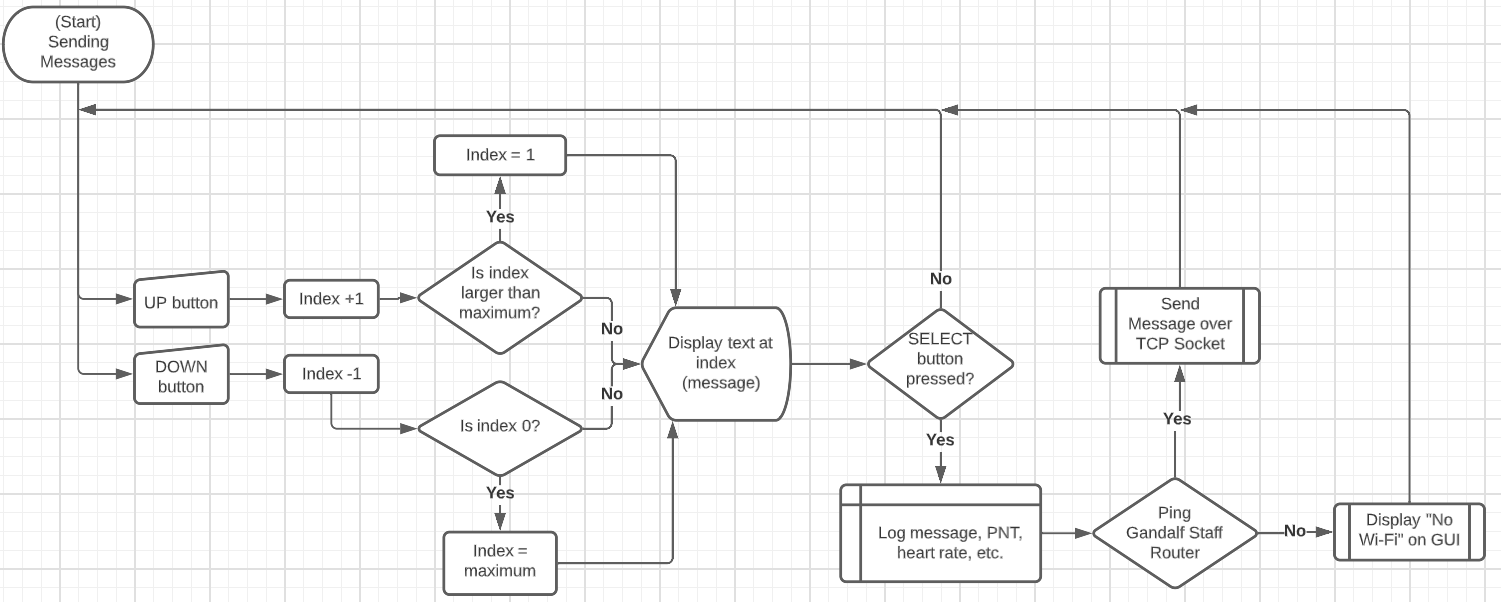 (Start)
Sending
Messages
Index = 1
Yes
UP button
Index +1
Is index
larger than
maximum?
No
DOWN
button
Index -1
Is index 0?
No
Yes
Index =
maximum
Display text at
index
(message)
No
SELECT
button
pressed?
Yes
Log message, PNT,
heart rate, etc.
Ping
Gandalf Staff
Router
Yes
Send
Message over
TCP Socket
No
Display "No
Wi-Fi" on GUI